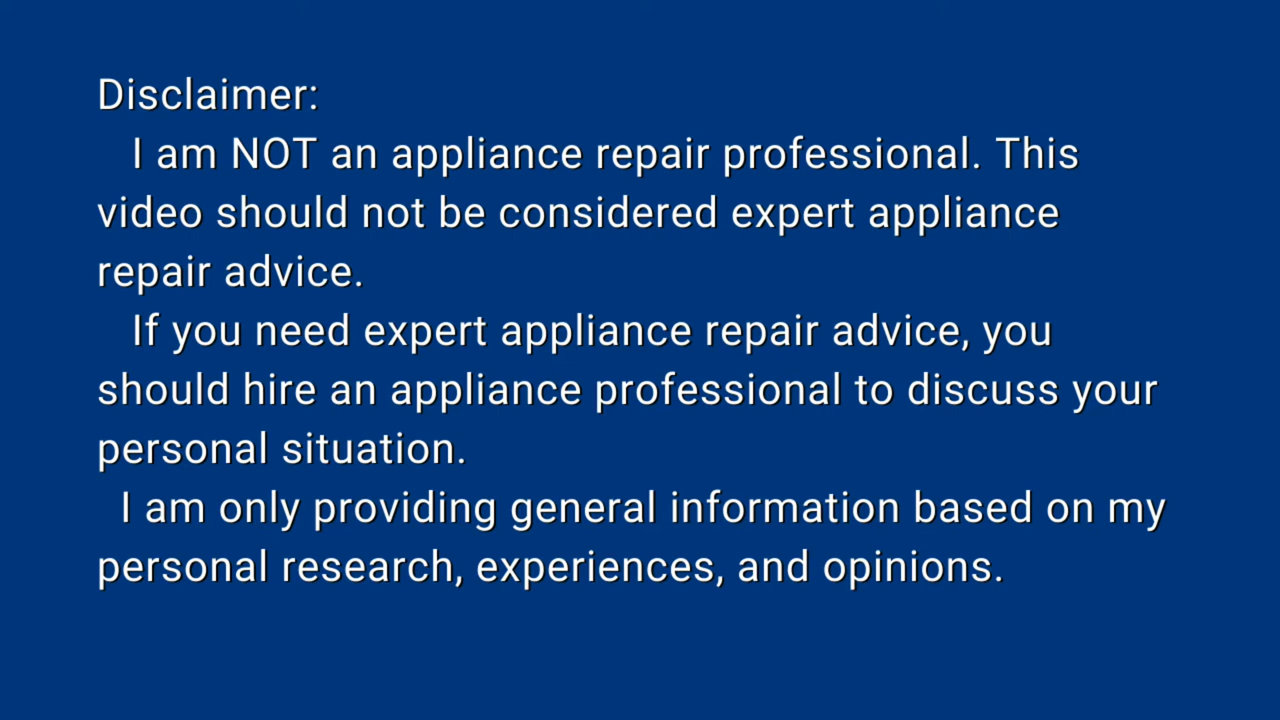 Disclaimer:
I am NOT an appliance repair professional. This
video should not be considered expert appliance
repair advice.
If you need expert appliance repair advice, you
should hire an appliance professional to discuss your
personal situation.
I am only providing general information based on my
personal research, experiences, and opinions.